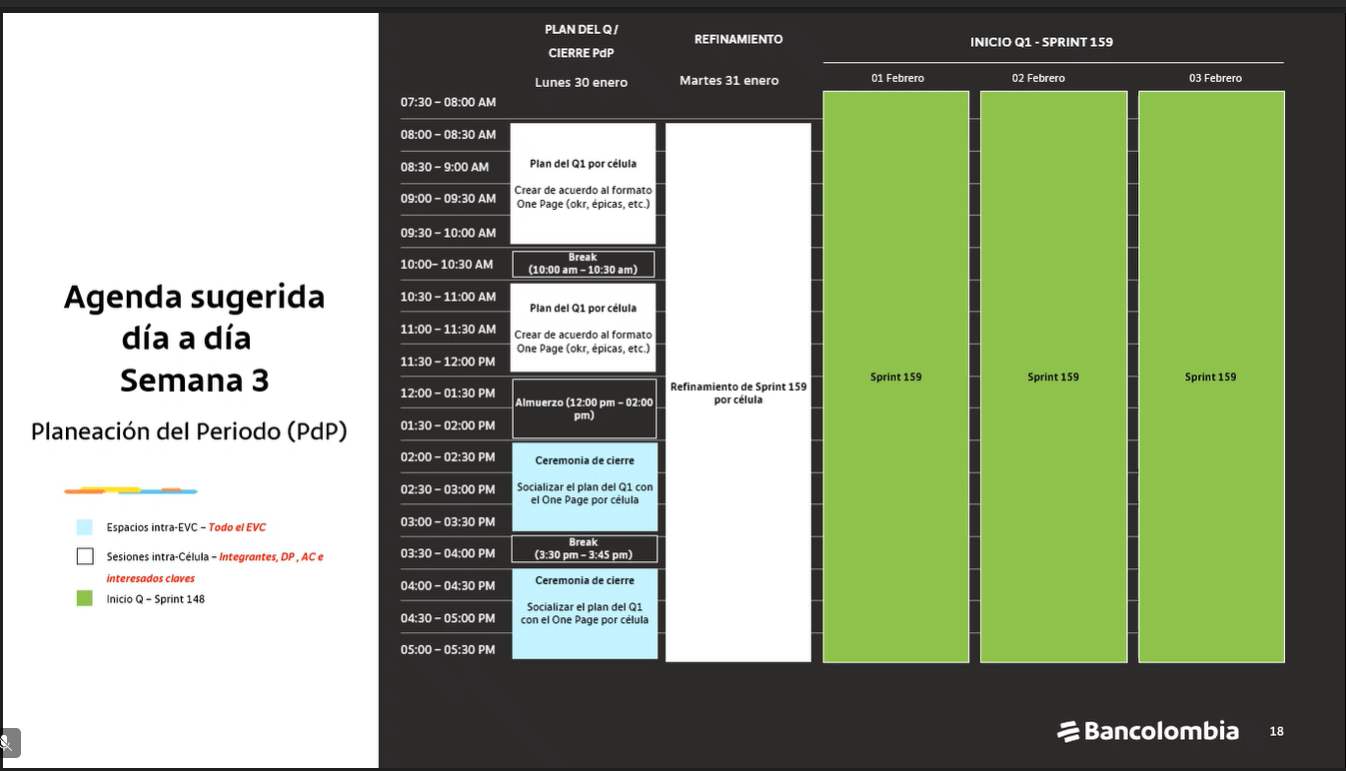 Agenda sugerida
día a día
Semana 3
Planeación del Periodo (PdP)
Espacios intra-EVC – Todo el EVC
Sesiones intra-Célula – Integrantes, DP , AC e
interesados claves
Inicio Q – Sprint 148
PLAN DEL Q /
CIERRE PdP
Lunes 30 enero
REFINAMIENTO
Martes 31 enero
INICIO Q1 - SPRINT 159
01 Febrero
02 Febrero
03 Febrero
07:30 – 08:00 AM
08:00 – 08:30 AM
08:30 – 9:00 AM
09:00 – 09:30 AM
09:30 – 10:00 AM
10:00– 10:30 AM
10:30 – 11:00 AM
11:00 – 11:30 AM
11:30 – 12:00 PM
12:00 – 01:30 PM
01:30 – 02:00 PM
02:00 – 02:30 PM
02:30 – 03:00 PM
03:00 – 03:30 PM
03:30 – 04:00 PM
04:00 – 04:30 PM
04:30 – 05:00 PM
05:00 – 05:30 PM
Plan del Q1 por célula
Crear de acuerdo al formato
One Page (okr, épicas, etc.)
Break
(10:00 am – 10:30 am)
Plan del Q1 por célula
Crear de acuerdo al formato
One Page (okr, épicas, etc.)
Almuerzo (12:00 pm – 02:00
pm)
Ceremonia de cierre
Socializar el plan del Q1 con
el One Page por célula
Break
(3:30 pm – 3:45 pm)
Ceremonia de cierre
Socializar el plan del Q1
con el One Page por célula
Refinamiento de Sprint 159
por célula
Sprint 159
Sprint 159
Sprint 159
Bancolombia
18